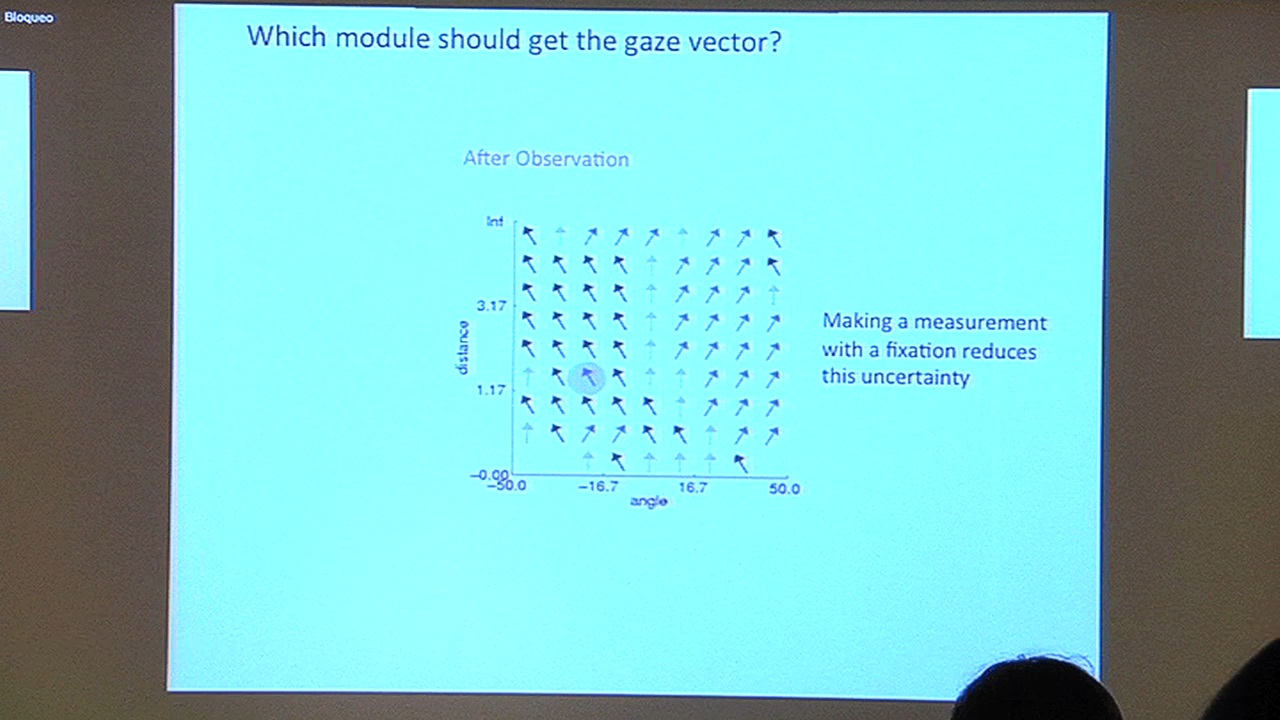 Bloqueo
Which module should get the gaze vector?
After Observation
Inf
3.17
distance
1.17
−0.00
−50.0
−16.7
16.7
50.0
angle
Making a measurement
with a fixation reduces
this uncertainty